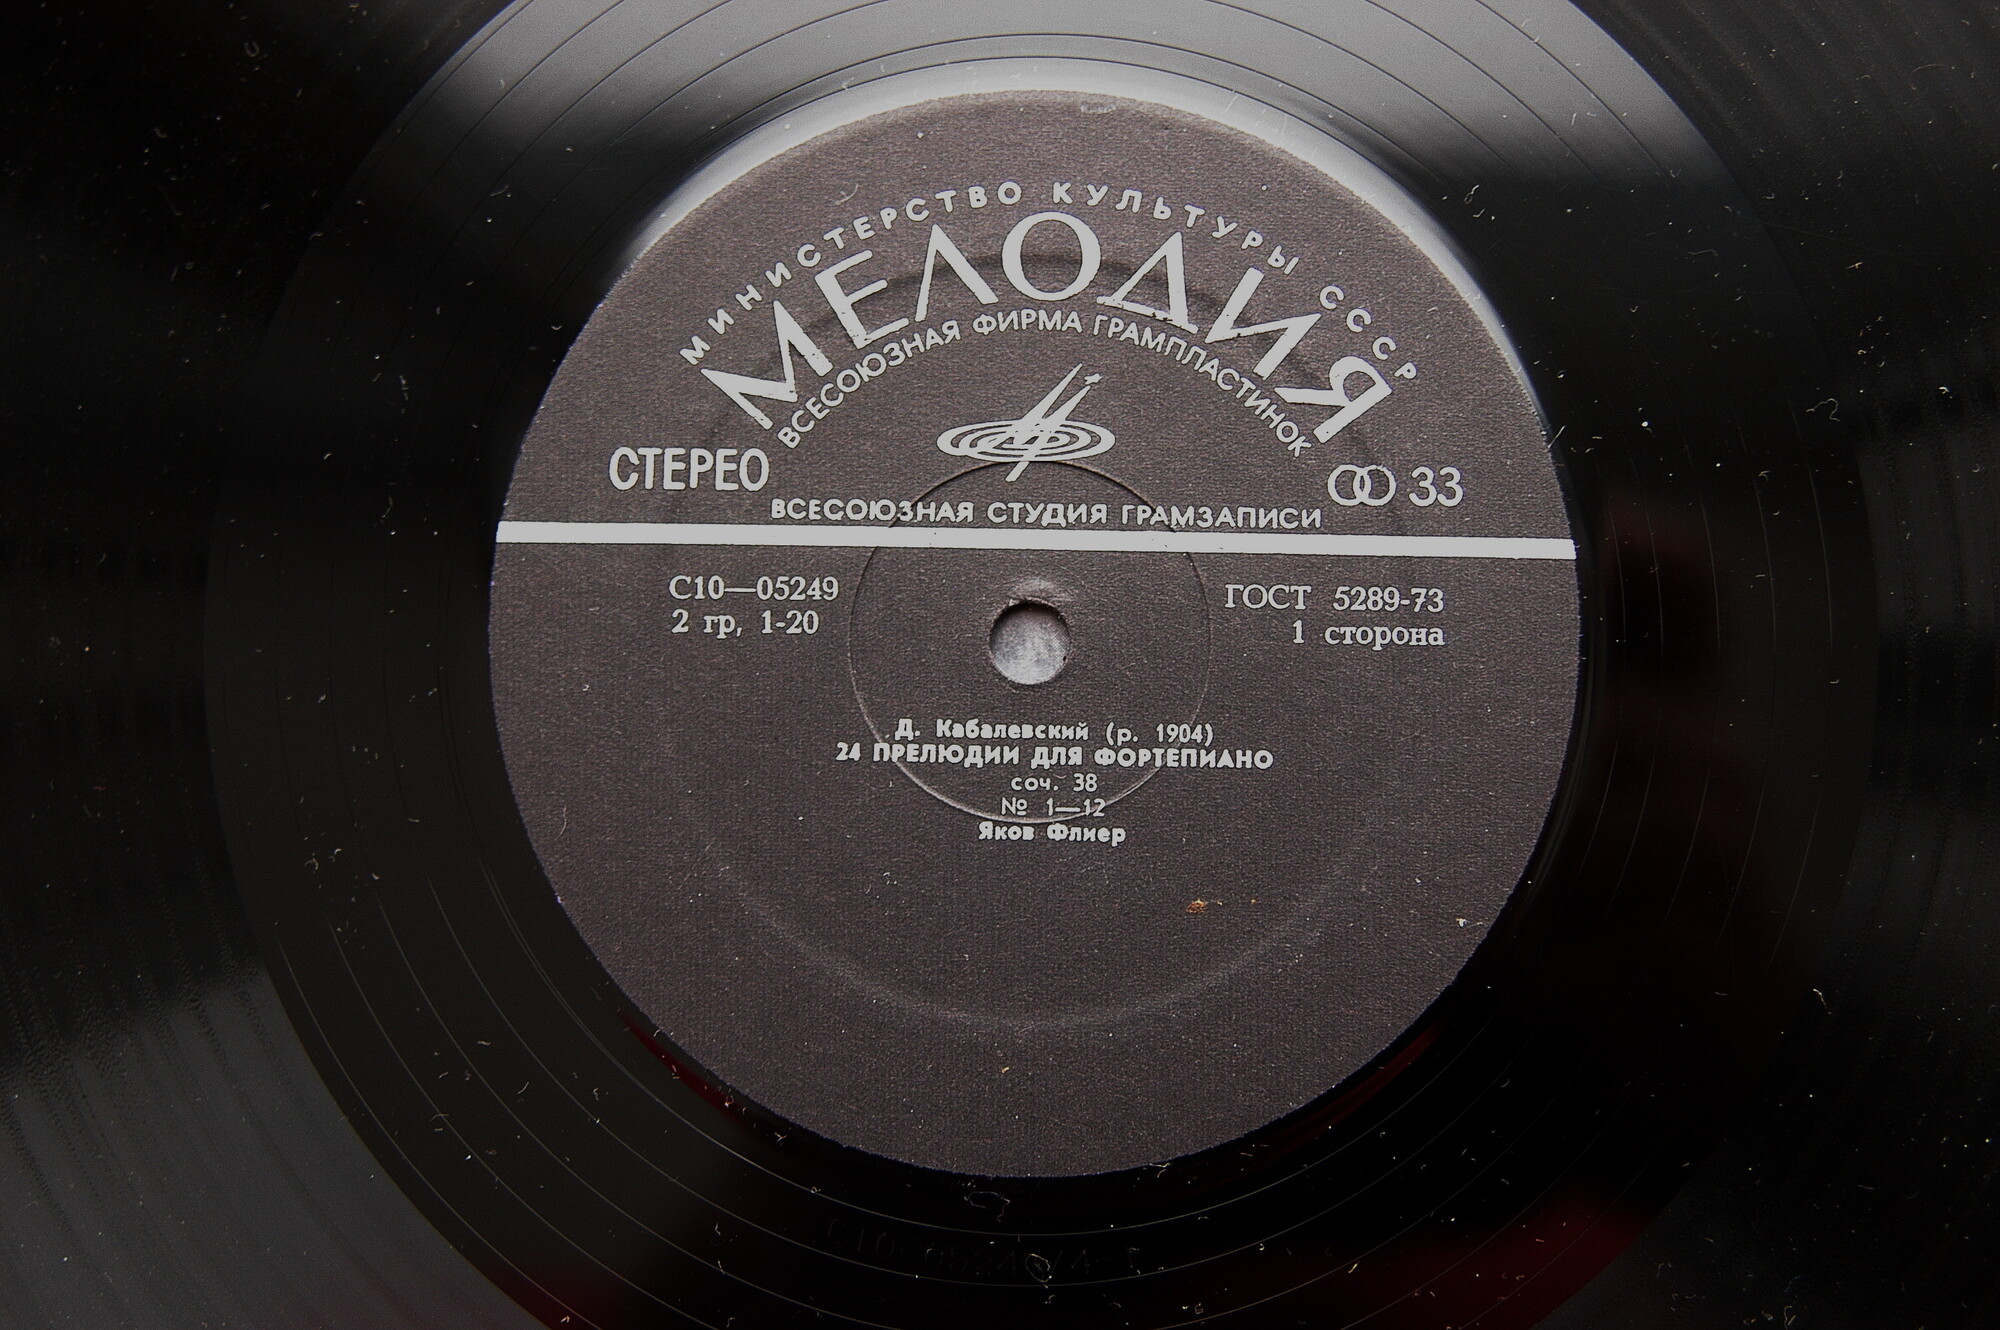 МИНИСТЕРСТВО КУЛЬТУРЫ СССР
МЕЛОДИЯ
ВСЕСОЮЗНАЯ ФИРМА ГРАМПЛАСТИНОК
СТЕРЕО
33
ВСЕСОЮЗНАЯ СТУДИЯ ГРАМЗАПИСИ
С10—05249
2 гр, 1-20
ГОСТ 5289-73
1 сторона
Д. Кабалевский (р. 1904)
24 ПРЕЛЮДИИ ДЛЯ ФОРТЕПИАНО
соч. 38
№ 1—12
Яков Флиер